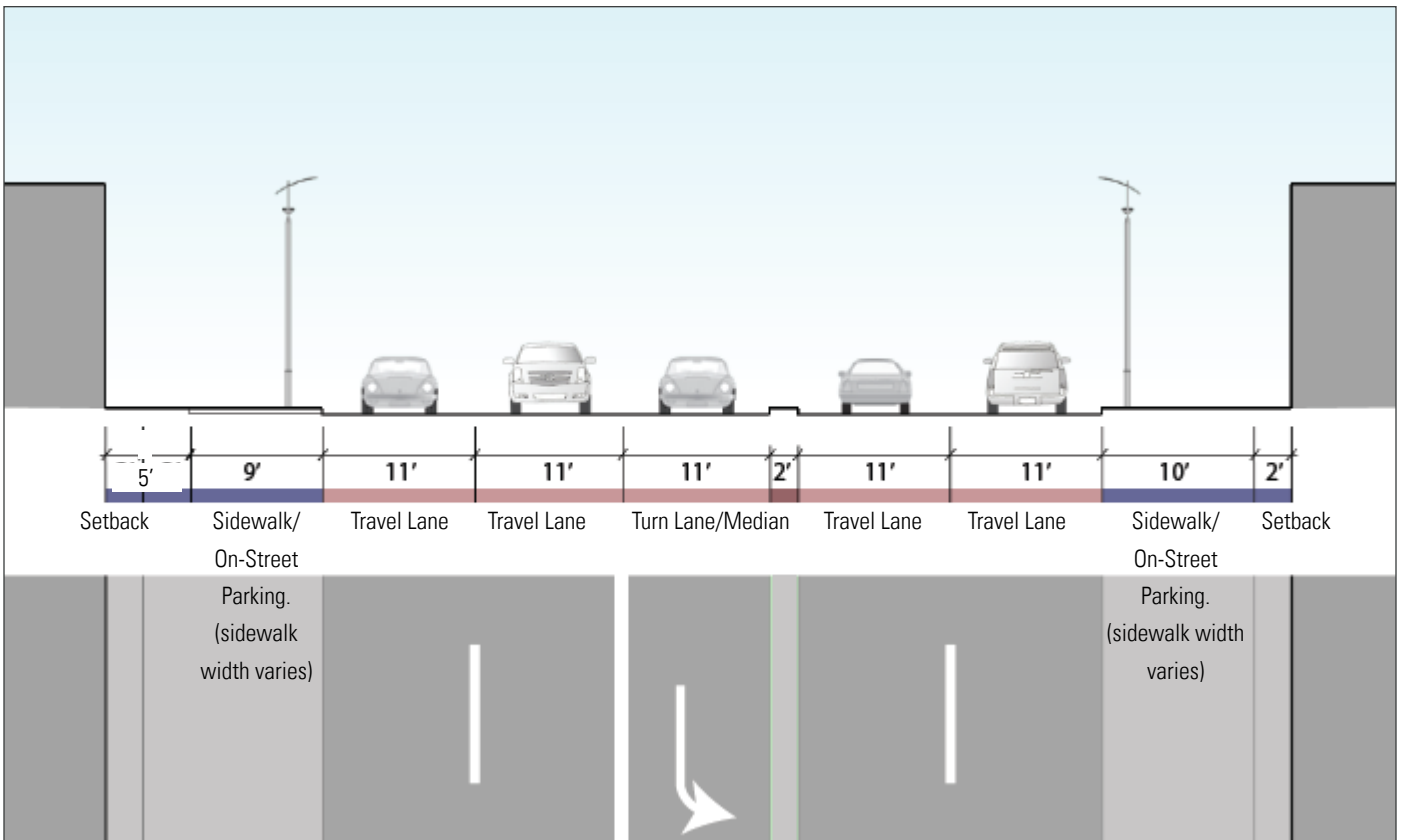 5' 9' 11' 11' 11' 2' 11' 11' 10' 2'
Setback
Sidewalk/
On-Street
Parking.
(sidewalk
width varies)
Travel Lane
Travel Lane
Turn Lane/Median
Travel Lane
Travel Lane
Sidewalk/
On-Street
Parking.
(sidewalk width
varies)
Setback